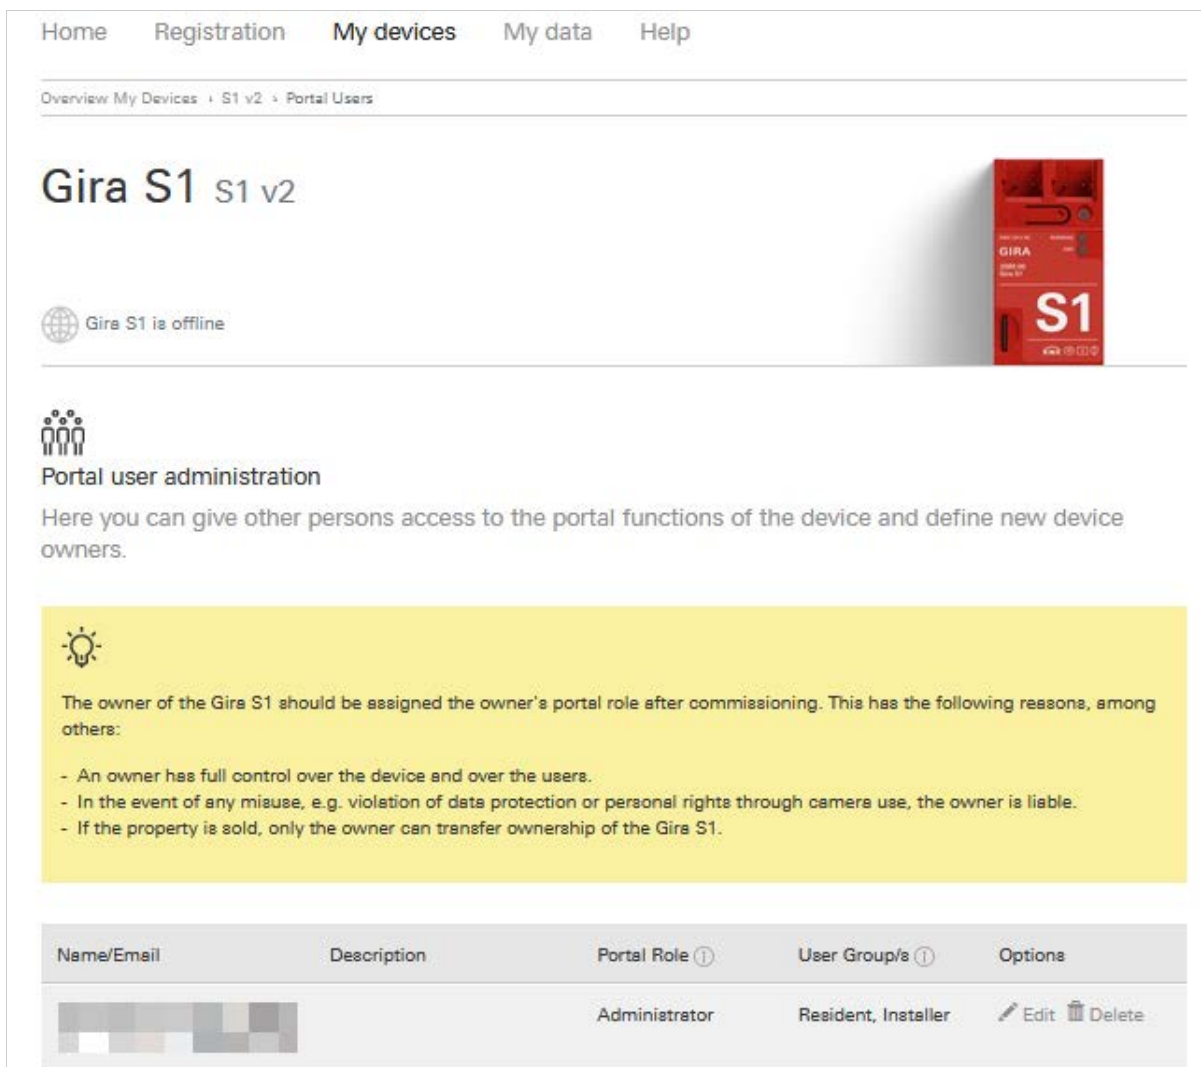 Home Registration My devices My data Help
Overview My Devices › S1 v2 › Portal Users
Gira S1 S1 v2
GIRA
S1
Gira S1 is offline
Portal user administration
Here you can give other persons access to the portal functions of the device and define new device
owners.
The owner of the Gira S1 should be assigned the owner's portal role after commissioning. This has the following reasons, among
others:
- An owner has full control over the device and over the users.
- In the event of any misuse, e.g. violation of data protection or personal rights through camera use, the owner is liable.
- If the property is sold, only the owner can transfer ownership of the Gira S1.
Name/Email Description Portal Role User Group/s Options
Administrator Resident, Installer Edit Delete